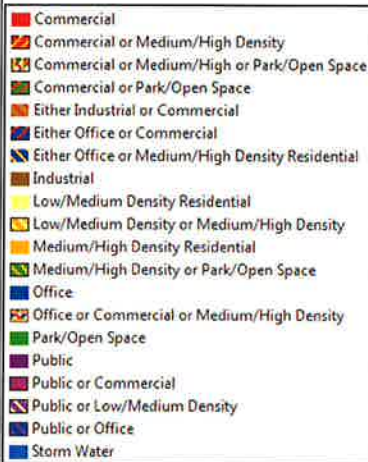 Commercial
Commercial or Medium/High Density
Commercial or Medium/High or Park/Open Space
Commercial or Park/Open Space
Either Industrial or Commercial
Either Office or Commercial
Either Office or Medium/High Density Residential
Industrial
Low/Medium Density Residential
Low/Medium Density or Medium/High Density
Medium/High Density Residential
Medium/High Density or Park/Open Space
Office
Office or Commercial or Medium/High Density
Park/Open Space
Public
Public or Commercial
Public or Low/Medium Density
Public or Office
Storm Water